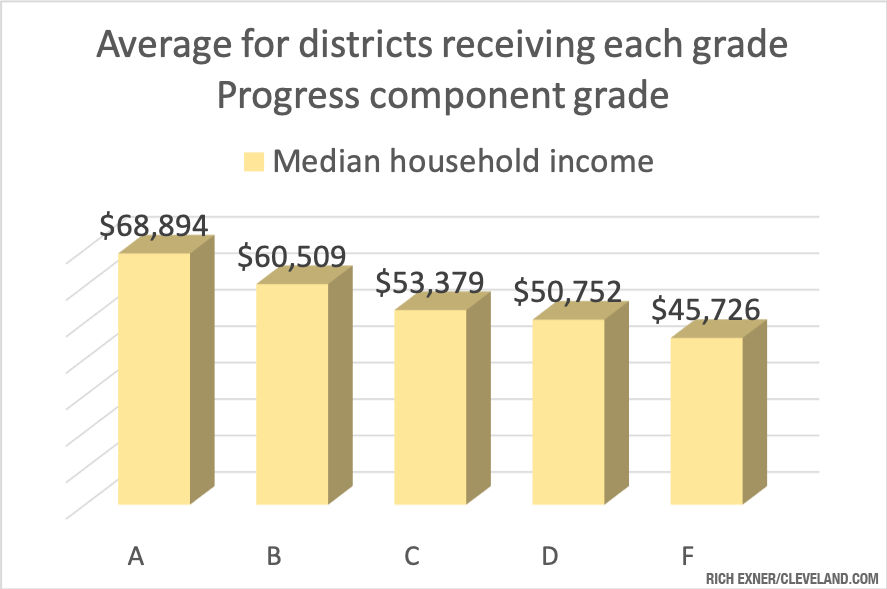 Average for districts receiving each grade
Progress component grade
Median household income
$68,894
$60,509
$53,379
$50,752
$45,726
A B C D F
RICH EXNER/CLEVELAND.COM